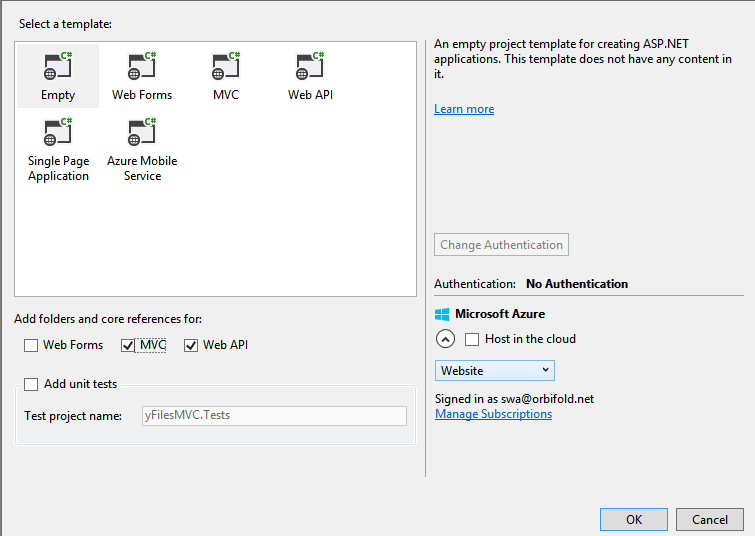 Select a template:
C# C# C# C#
Empty Web Forms MVC Web API
C# C#
Single Page Azure Mobile
Application Service
An empty project template for creating ASP.NET
applications. This template does not have any content in
it.
Learn more
Change Authentication
Authentication: No Authentication
Microsoft Azure
Host in the cloud
Website
Signed in as swa@orbifold.net
Manage Subscriptions
Add folders and core references for:
Web Forms MVC Web API
Add unit tests
Test project name: yFilesMVC.Tests
OK Cancel